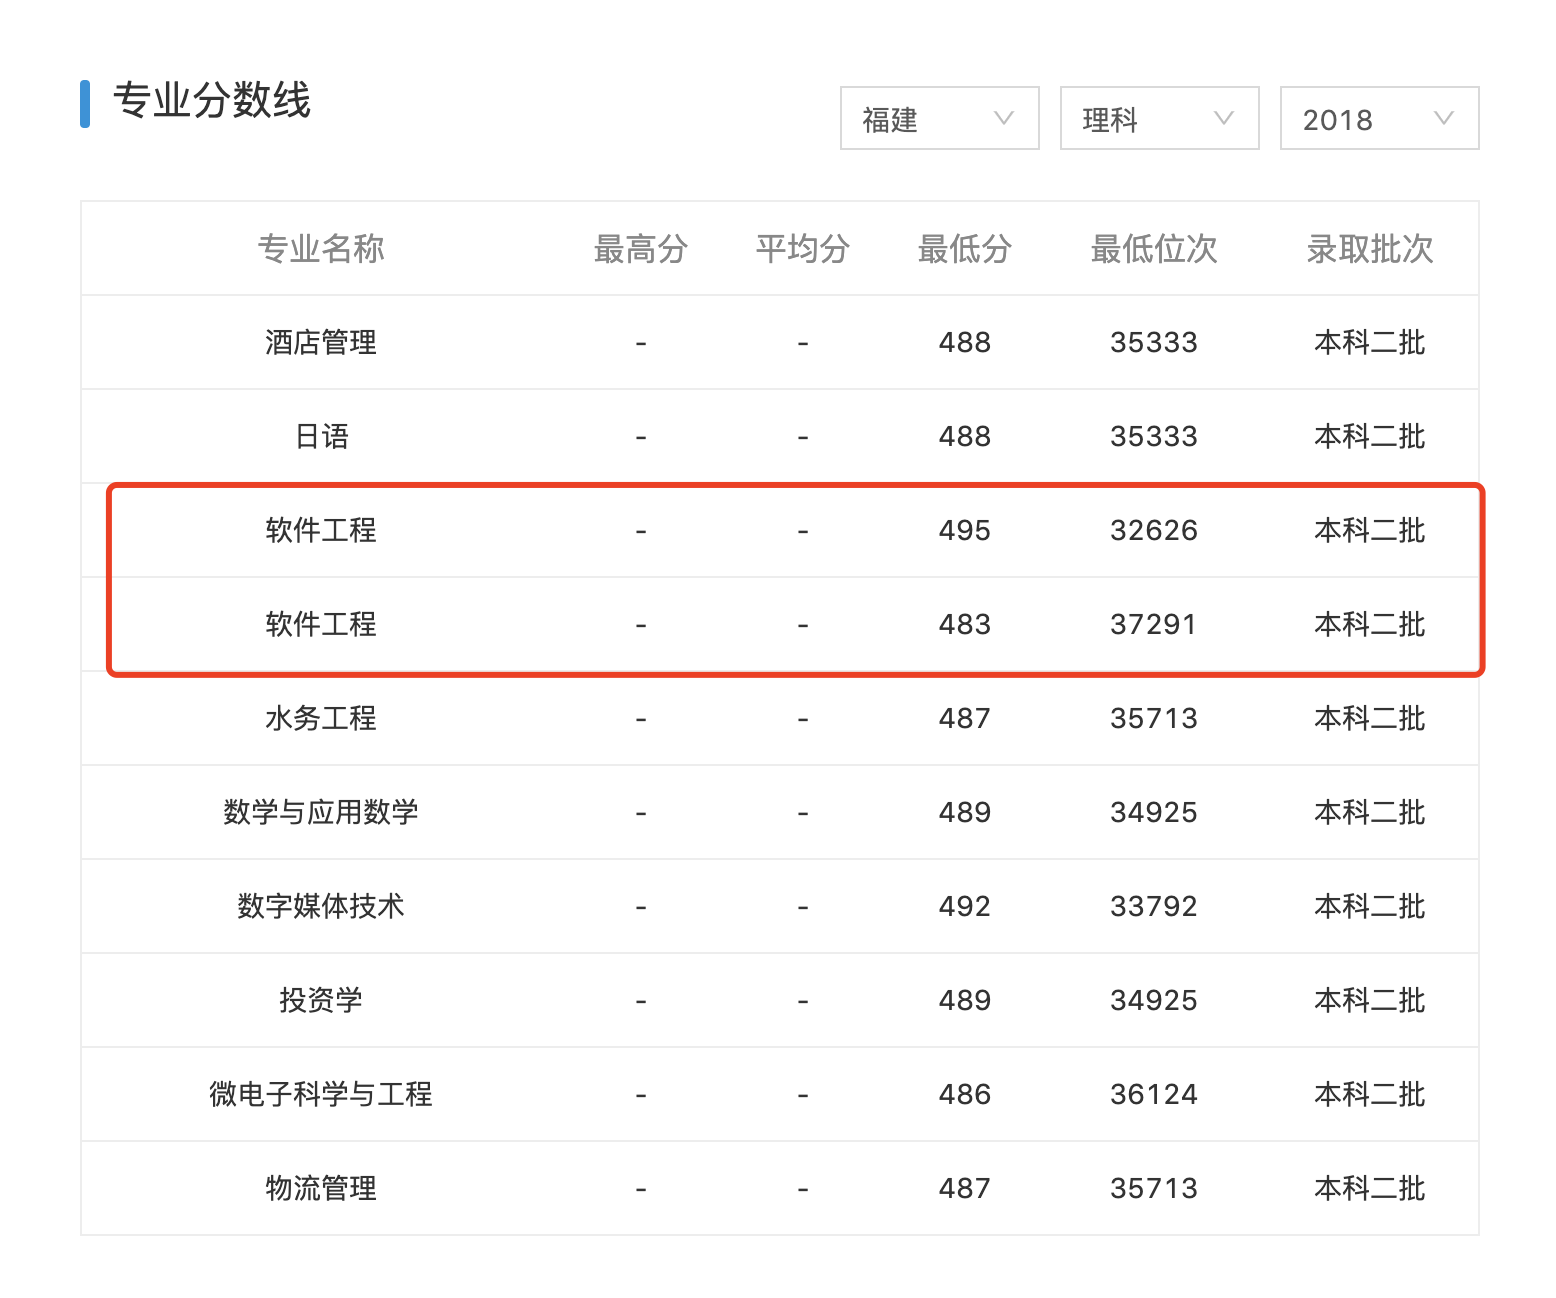 专业分数线
福建 理科 2018
专业名称 最高分 平均分 最低分 最低位次 录取批次
酒店管理 - - 488 35333 本科二批
日语 - - 488 35333 本科二批
软件工程 - - 495 32626 本科二批
软件工程 - - 483 37291 本科二批
水务工程 - - 487 35713 本科二批
数学与应用数学 - - 489 34925 本科二批
数字媒体技术 - - 492 33792 本科二批
投资学 - - 489 34925 本科二批
微电子科学与工程 - - 486 36124 本科二批
物流管理 - - 487 35713 本科二批